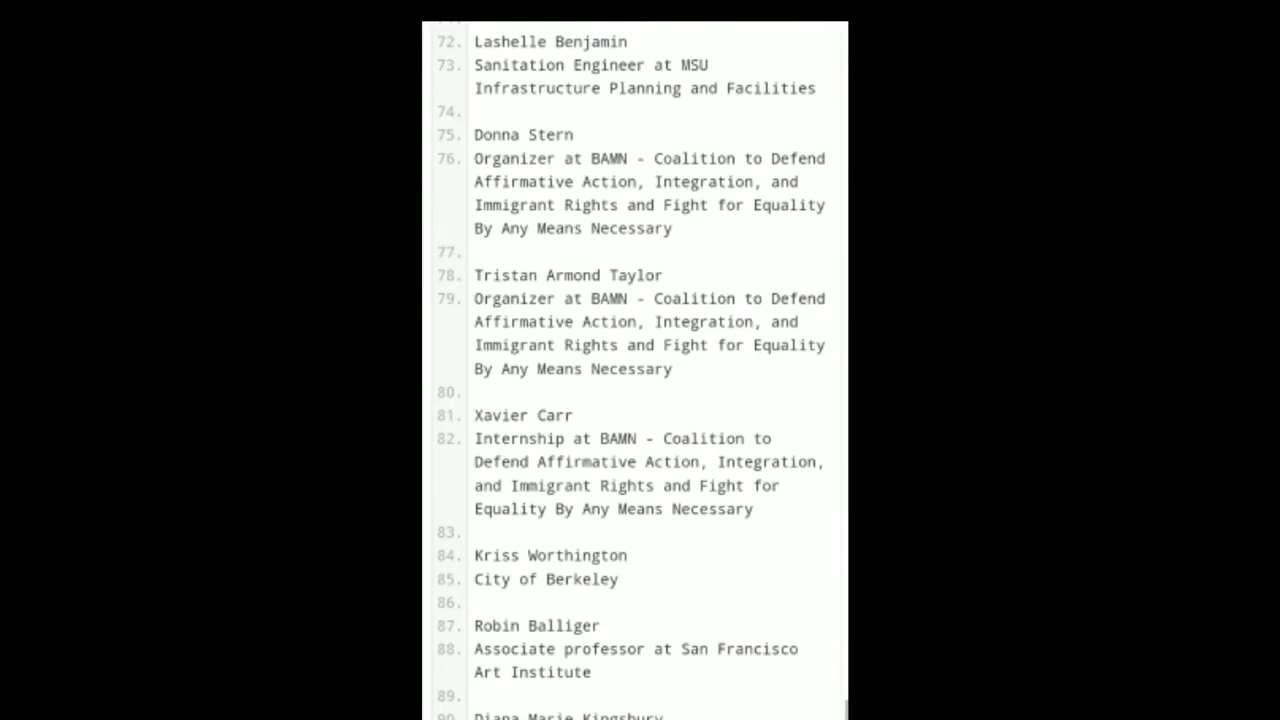 72. Lashelle Benjamin
73. Sanitation Engineer at MSU
Infrastructure Planning and Facilities
74.
75. Donna Stern
76. Organizer at BAMN - Coalition to Defend
Affirmative Action, Integration, and
Immigrant Rights and Fight for Equality
By Any Means Necessary
77.
78. Tristan Armond Taylor
79. Organizer at BAMN - Coalition to Defend
Affirmative Action, Integration, and
Immigrant Rights and Fight for Equality
By Any Means Necessary
80.
81. Xavier Carr
82. Internship at BAMN - Coalition to
Defend Affirmative Action, Integration,
and Immigrant Rights and Fight for
Equality By Any Means Necessary
83.
84. Kriss Worthington
85. City of Berkeley
86.
87. Robin Balliger
88. Associate professor at San Francisco
Art Institute
89.
90. Diana Marie Kingsbury